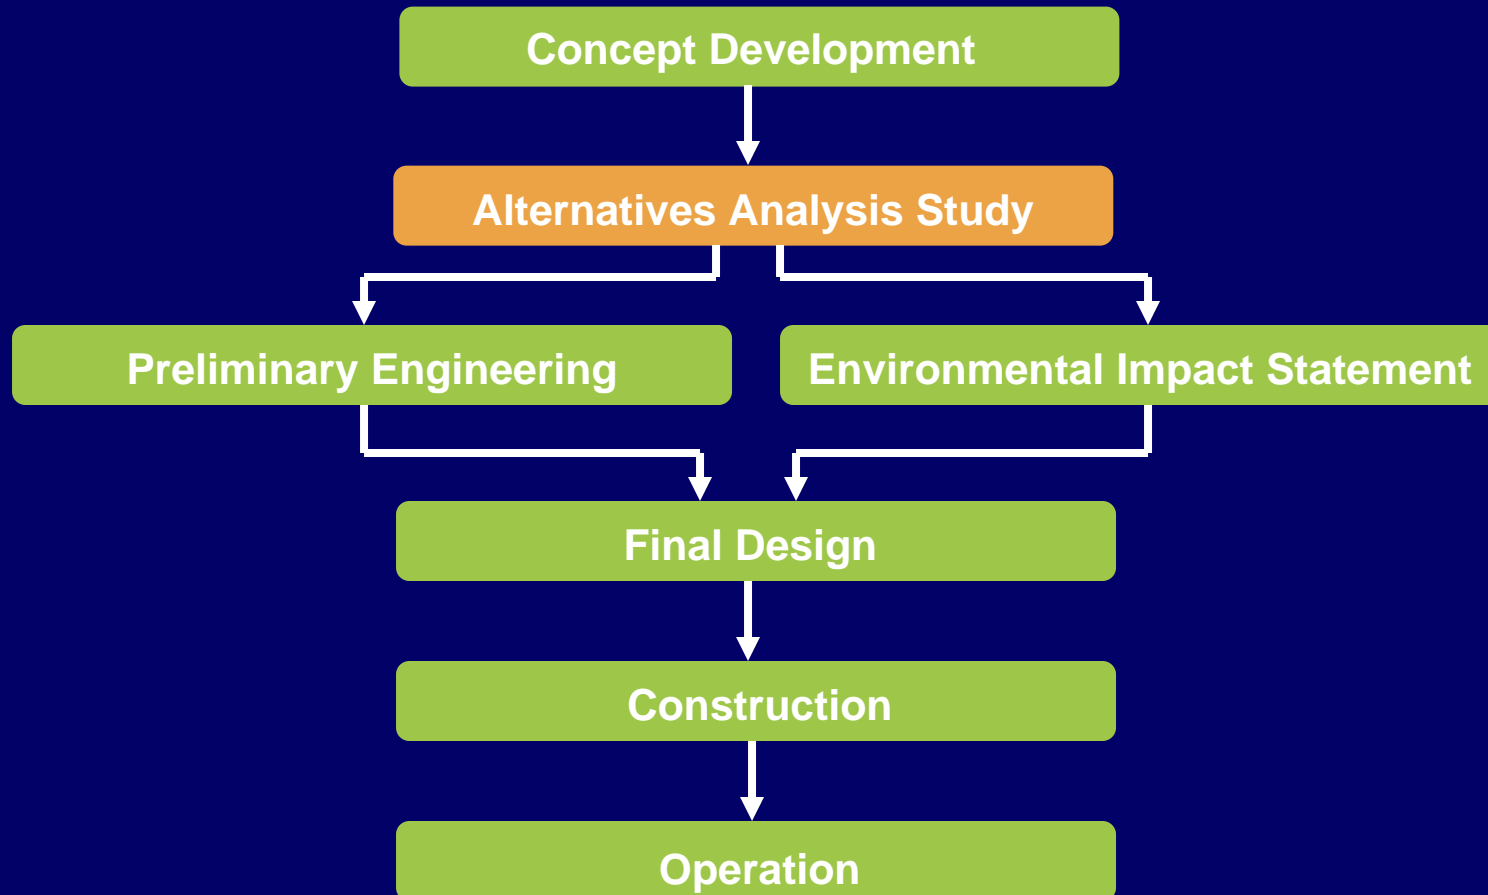 Concept Development
Alternatives Analysis Study
Preliminary Engineering
Environmental Impact Statement
Final Design
Construction
Operation